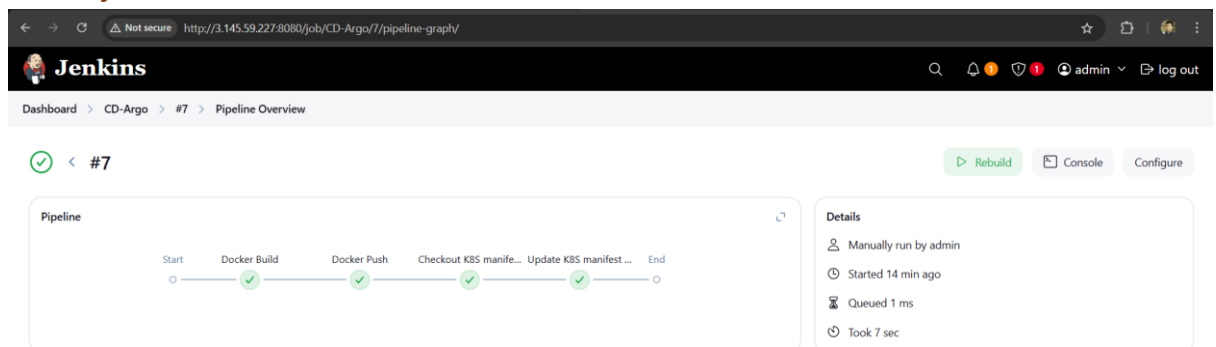 Not secure http://3.145.59.227:8080/job/CD-Argo/7/pipeline-graph/
Jenkins 1 1 admin log out
Dashboard > CD-Argo > #7 > Pipeline Overview
#7 Rebuild Console Configure
Pipeline
Start Docker Build Docker Push Checkout K8S manife... Update K8S manifest ... End
Details
Manually run by admin
Started 14 min ago
Queued 1 ms
Took 7 sec